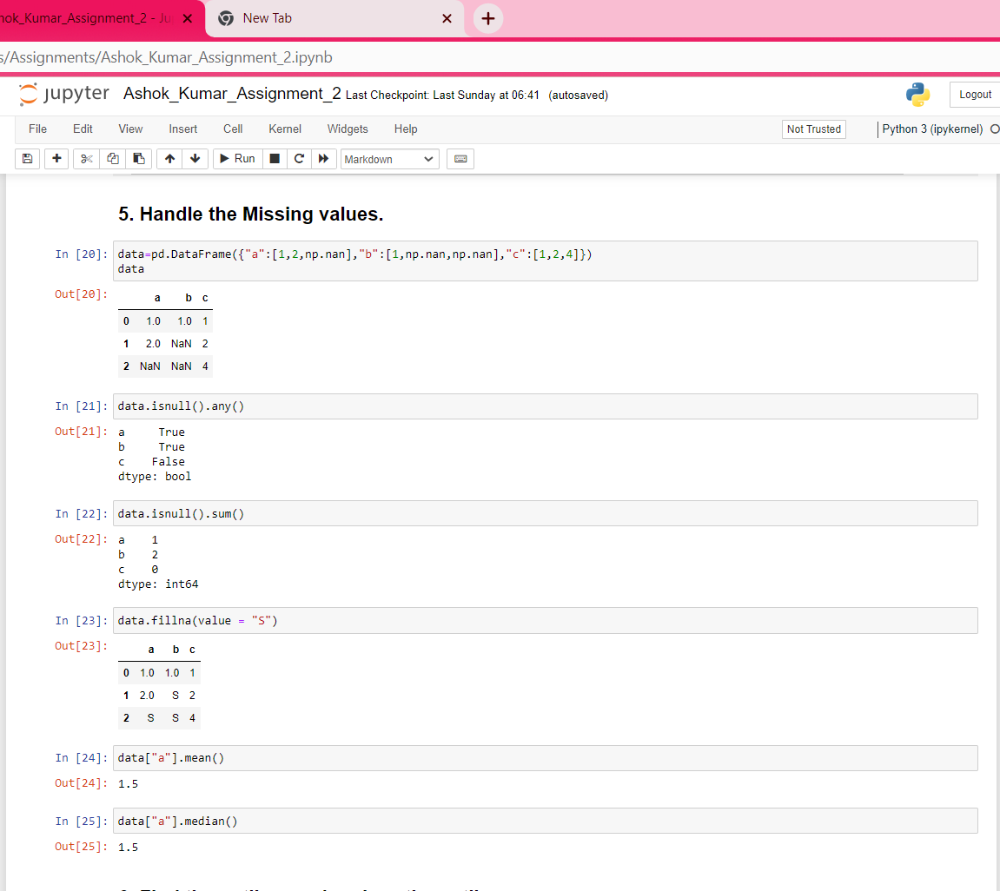 nok_Kumar_Assignment_2 - Ju
New Tab
s/Assignments/Ashok_Kumar_Assignment_2.ipynb
jupyter Ashok_Kumar_Assignment_2 Last Checkpoint: Last Sunday at 06:41 (autosaved)
Logout
File Edit View Insert Cell Kernel Widgets Help
Not Trusted
Python 3 (ipykernel)
Run
Markdown
5. Handle the Missing values.
In [20]: data=pd.DataFrame({"a":[1,2,np.nan],"b":[1,np.nan,np.nan],"c":[1,2,4]})
data
Out[20]:
a b c
0 1.0 1.0 1
1 2.0 NaN 2
2 NaN NaN 4
In [21]: data.isnull().any()
Out[21]: a True
b True
c False
dtype: bool
In [22]: data.isnull().sum()
Out[22]: a 1
b 2
c 0
dtype: int64
In [23]: data.fillna(value = "S")
Out[23]:
a b c
0 1.0 1.0 1
1 2.0 S 2
2 S S 4
In [24]: data["a"].mean()
Out[24]: 1.5
In [25]: data["a"].median()
Out[25]: 1.5